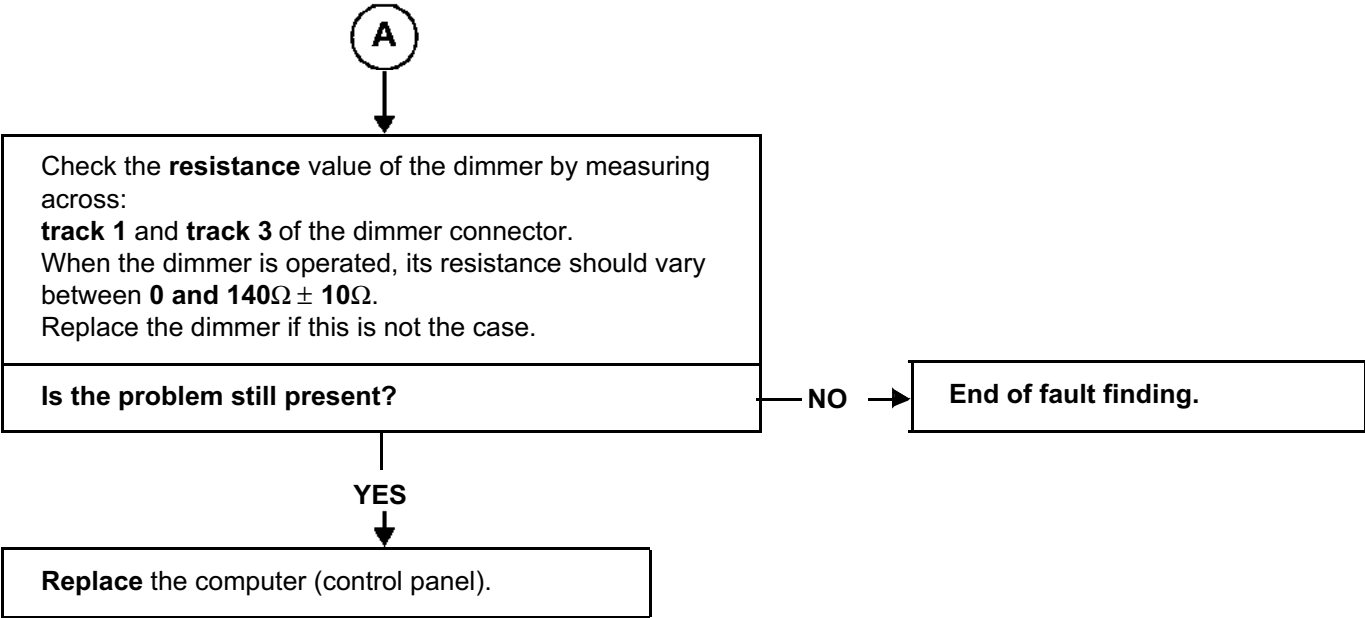 A
Check the resistance value of the dimmer by measuring
across:
track 1 and track 3 of the dimmer connector.
When the dimmer is operated, its resistance should vary
between 0 and 140Ω ± 10Ω.
Replace the dimmer if this is not the case.
Is the problem still present?
NO
End of fault finding.
YES
Replace the computer (control panel).